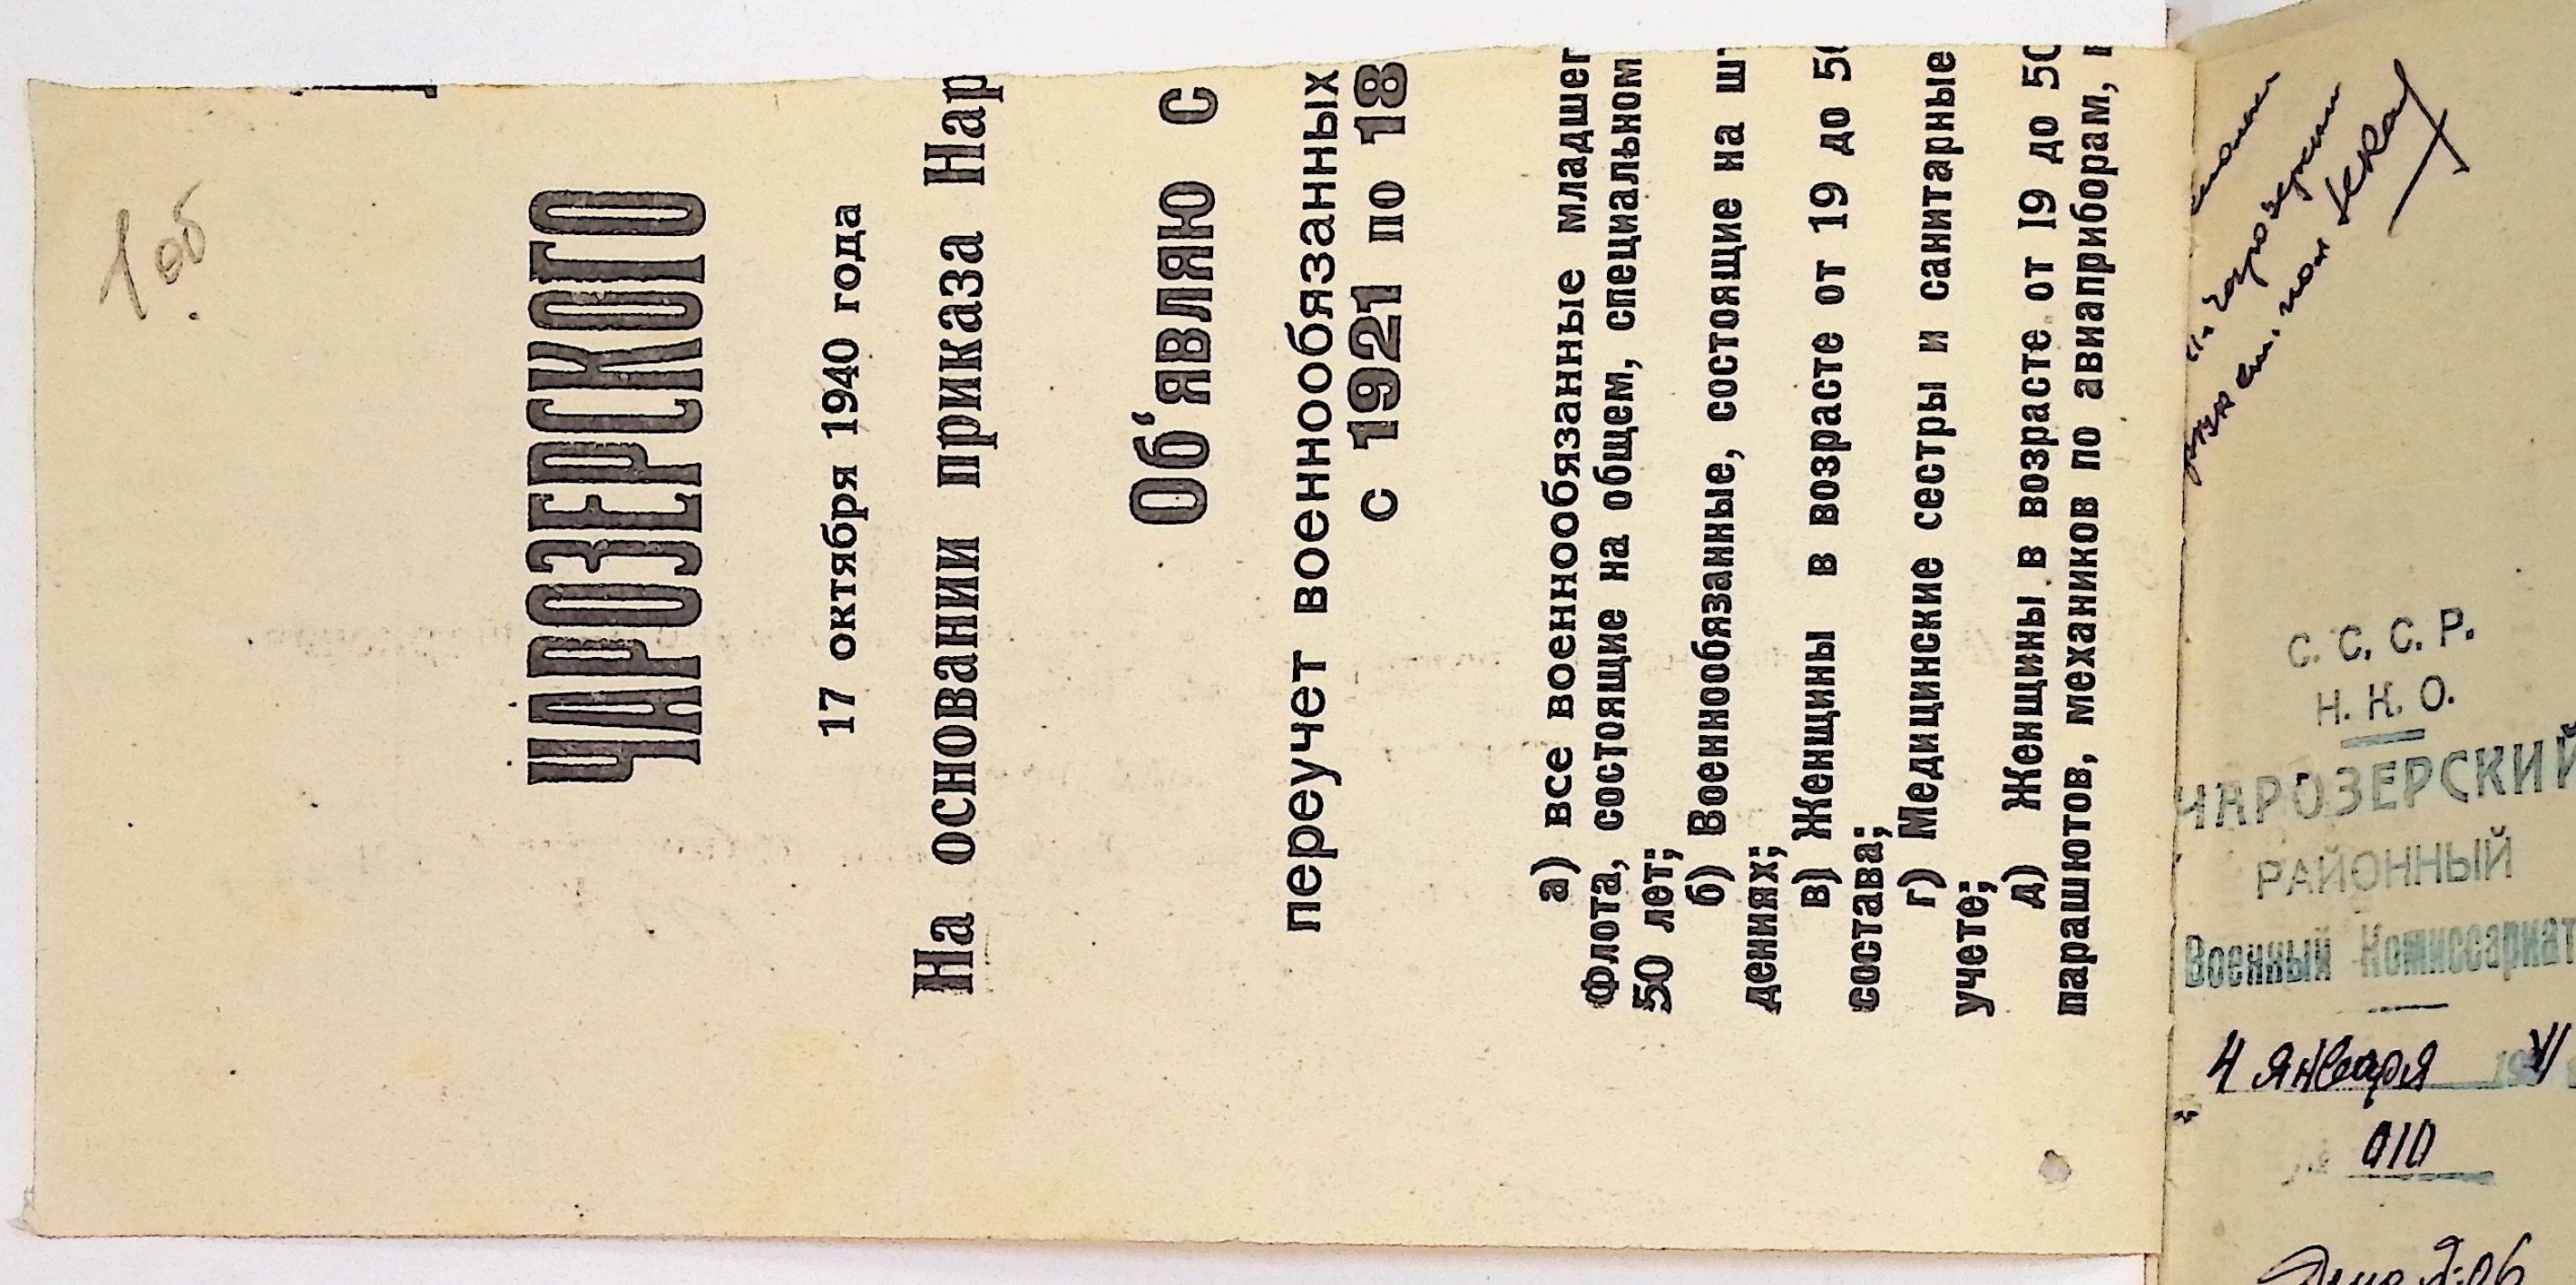 1 об
ЧАРОЗЕРСКОГО
17 октября 1940 года
На основании приказа Нар
Об‘являю с
переучет военнообязанных
с 1921 по 18
а) все военнообязанные младшег
Флота, состоящие на общем, специальном
50 лет;
б) Военнообязанные, состоящие на шт
дениях;
в) Женщины в возрасте от 19 до 50
состава;
г) Медицинские сестры и санитарные
учете;
д) Женщины в возрасте от 19 до 50
парашютов, механиков по авиаприборам,
С. С. С. Р.
Н. К. О.
ЧАРОЗЕРСКИЙ
РАЙОННЫЙ
Военный Комиссариат
4 января
№ 010